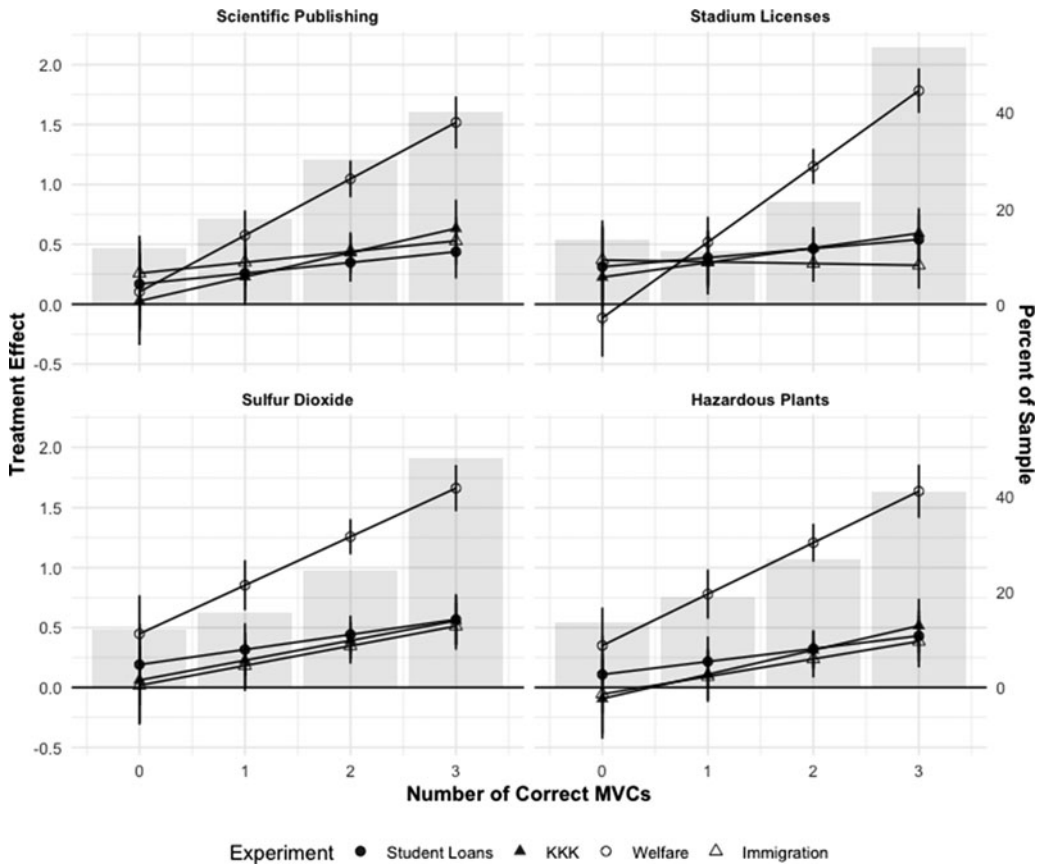 Scientific Publishing
Stadium Licenses
2.0
1.5
1.0
0.5
0.0
-0.5
40
20
0
Sulfur Dioxide
Hazardous Plants
2.0
1.5
1.0
0.5
0.0
-0.5
40
20
0
Treatment Effect
Percent of Sample
0 1 2 3
0 1 2 3
Number of Correct MVCs
Experiment Student Loans KKK Welfare Immigration